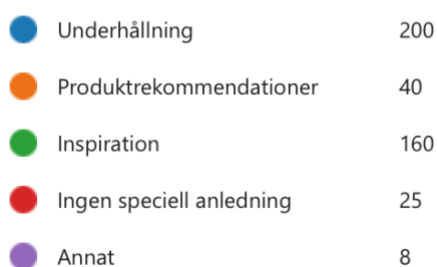 Underhållning 200
Produktrekommendationer 40
Inspiration 160
Ingen speciell anledning 25
Annat 8